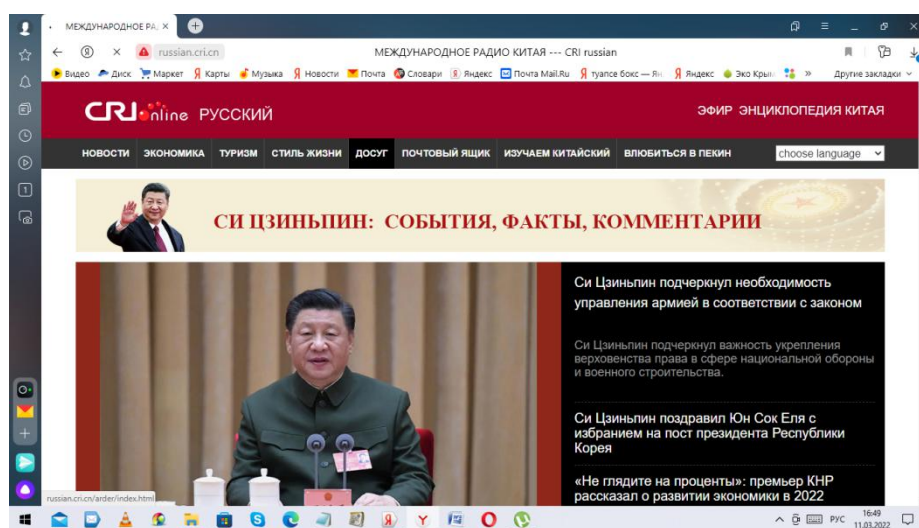 МЕЖДУНАРОДНОЕ РА
russian.cri.cn
МЕЖДУНАРОДНОЕ РАДИО КИТАЯ --- CRI russian
Видео Диск Маркет Карты Музыка Новости Почта Словари Яндекс Почта Mail.Ru туапсе бокс — Ян Яндекс Эко Крым » Другие закладки
CRI online РУССКИЙ
ЭФИР ЭНЦИКЛОПЕДИЯ КИТАЯ
НОВОСТИ ЭКОНОМИКА ТУРИЗМ СТИЛЬ ЖИЗНИ ДОСУГ ПОЧТОВЫЙ ЯЩИК ИЗУЧАЕМ КИТАЙСКИЙ ВЛЮБИТЬСЯ В ПЕКИН choose language
СИ ЦЗИНЬПИН: СОБЫТИЯ, ФАКТЫ, КОММЕНТАРИИ
Си Цзиньпин подчеркнул необходимость
управления армией в соответствии с законом
Си Цзиньпин подчеркнул важность укрепления
верховенства права в сфере национальной обороны
и военного строительства.
Си Цзиньпин поздравил Юн Сок Еля с
избранием на пост президента Республики
Корея
«Не глядите на проценты»: премьер КНР
рассказал о развитии экономики в 2022
russian.cri.cn/arder/index.html
РУС
16:49
11.03.2022